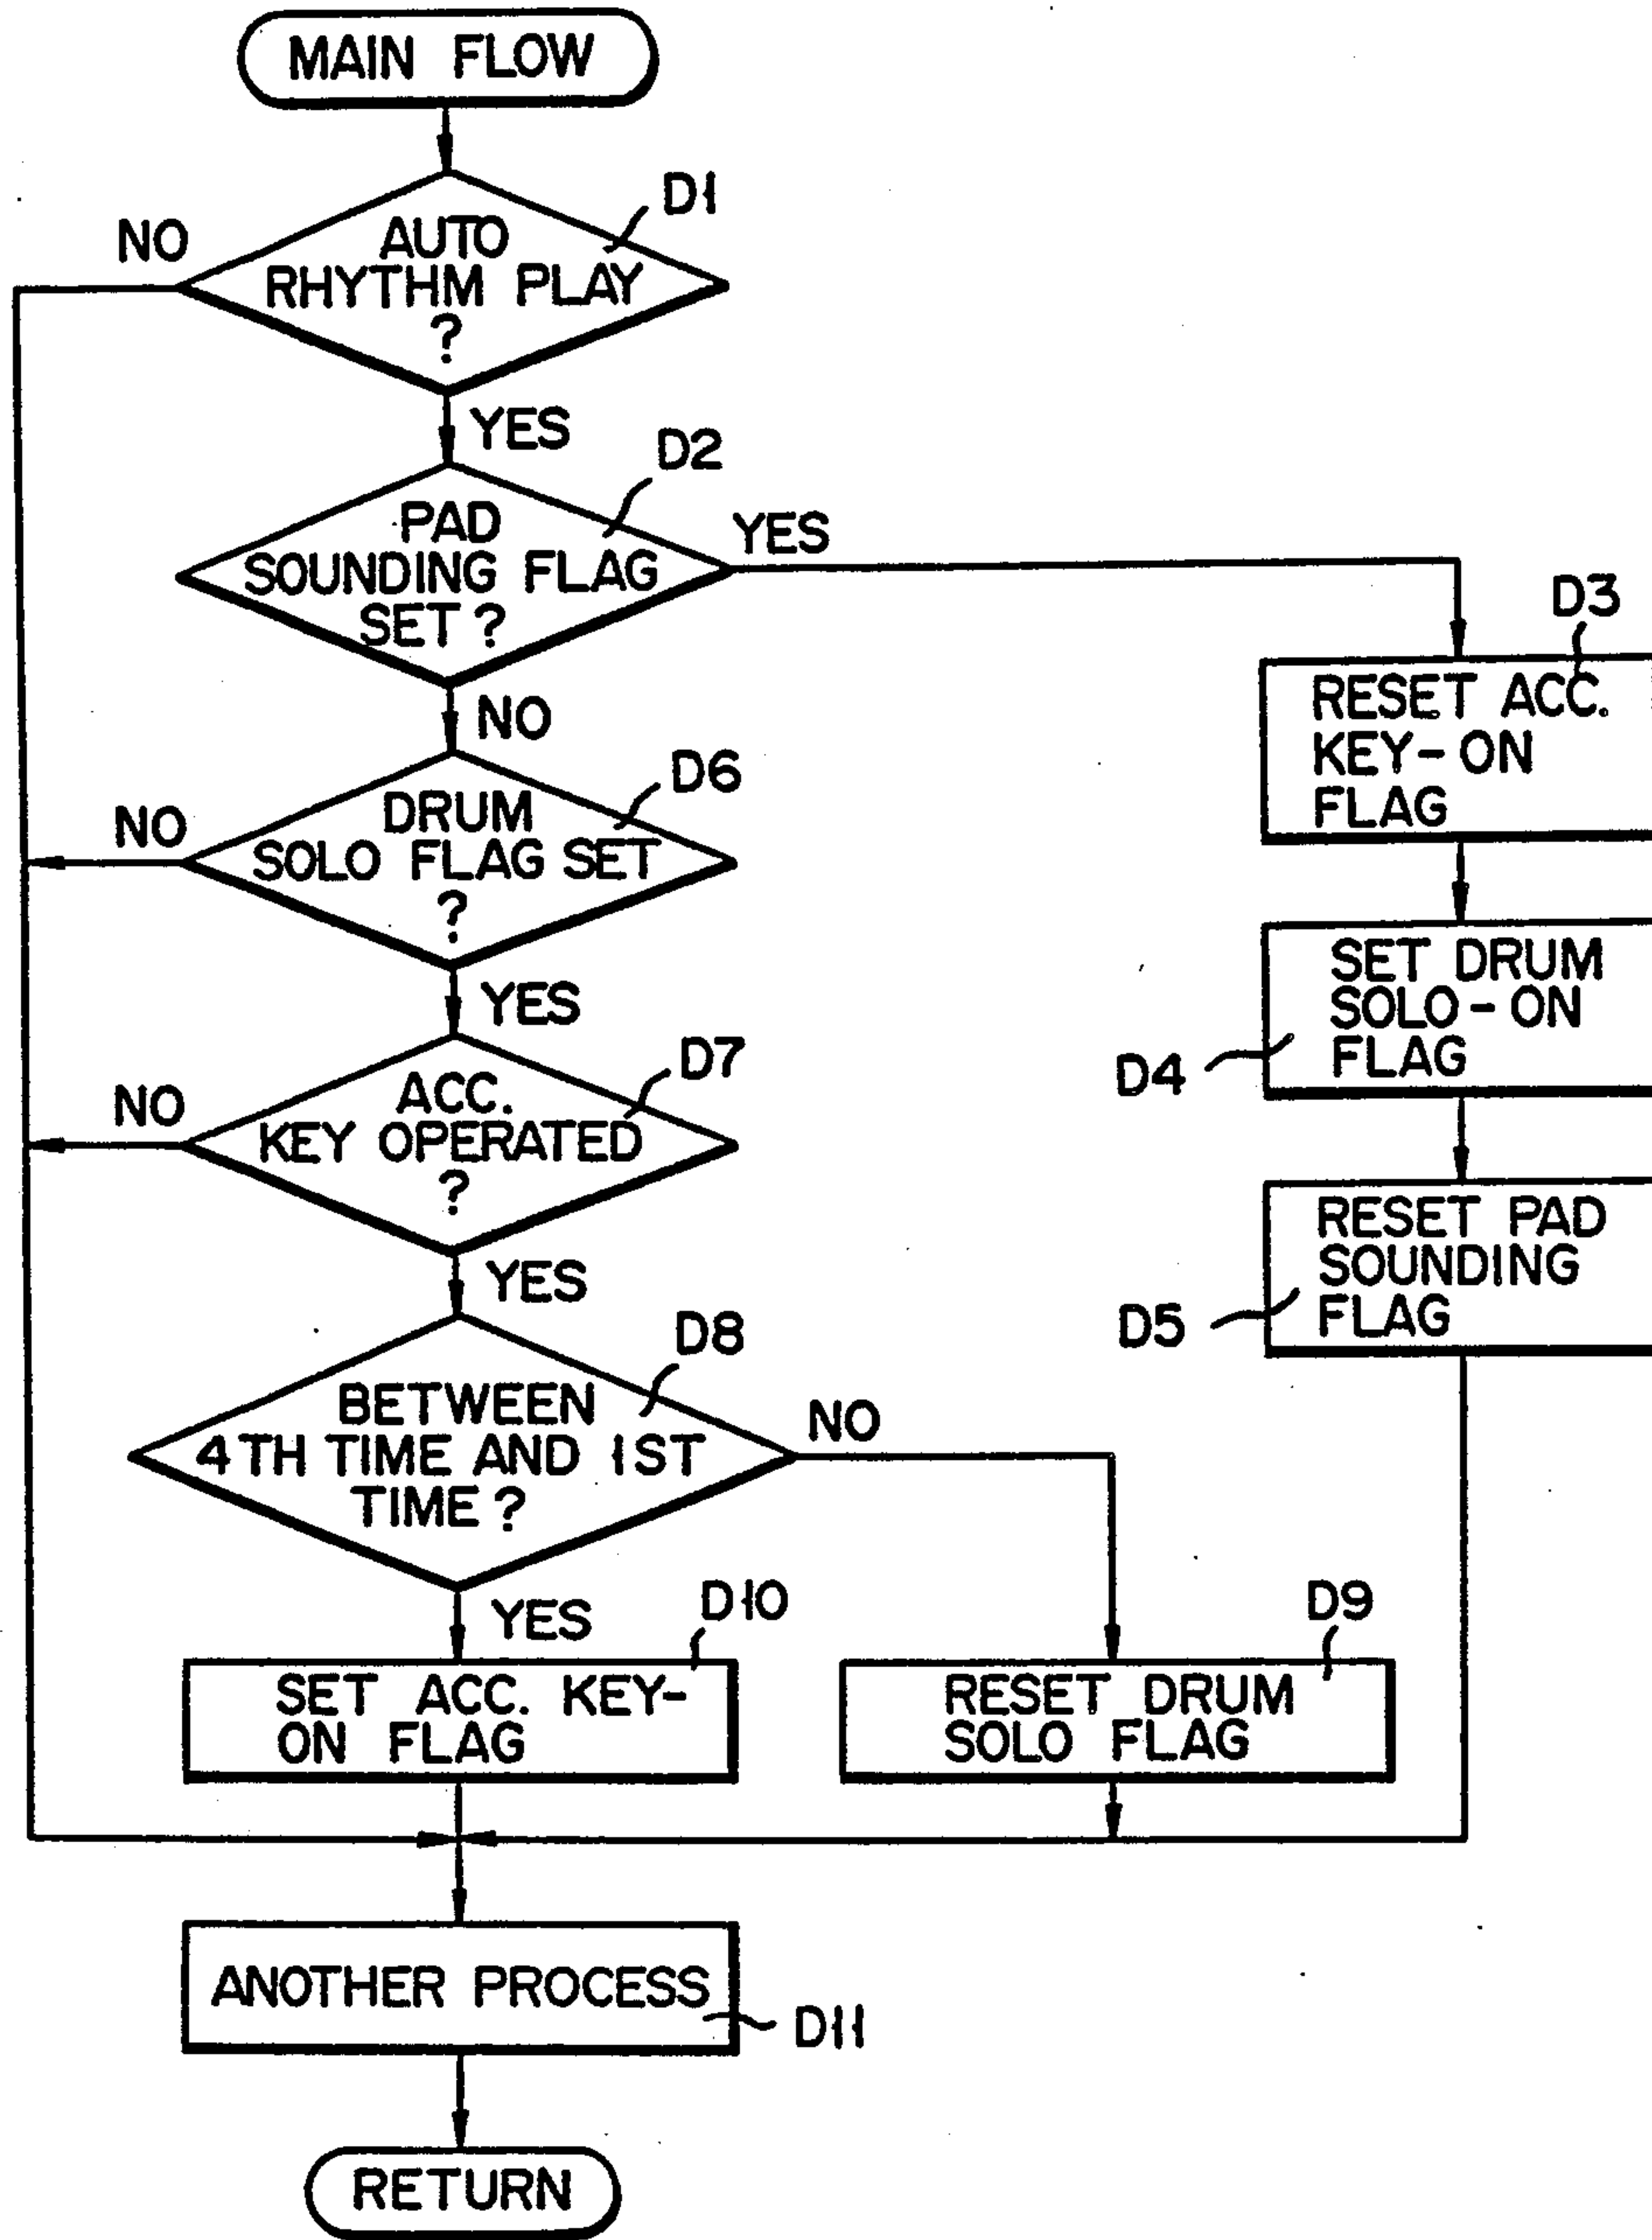 MAIN FLOW
D1
NO
AUTO
RHYTHM PLAY
?
YES
D2
PAD
SOUNDING FLAG
SET?
YES
D3
RESET ACC.
KEY-ON
FLAG
NO
D6
DRUM
SOLO FLAG SET
?
NO
SET DRUM
SOLO-ON
FLAG
D4
YES
D7
ACC.
KEY OPERATED
?
NO
RESET PAD
SOUNDING
FLAG
D5
YES
D8
BETWEEN
4TH TIME AND 1ST
TIME?
NO
YES
D10
D9
SET ACC. KEY-
ON FLAG
RESET DRUM
SOLO FLAG
ANOTHER PROCESS
D11
RETURN